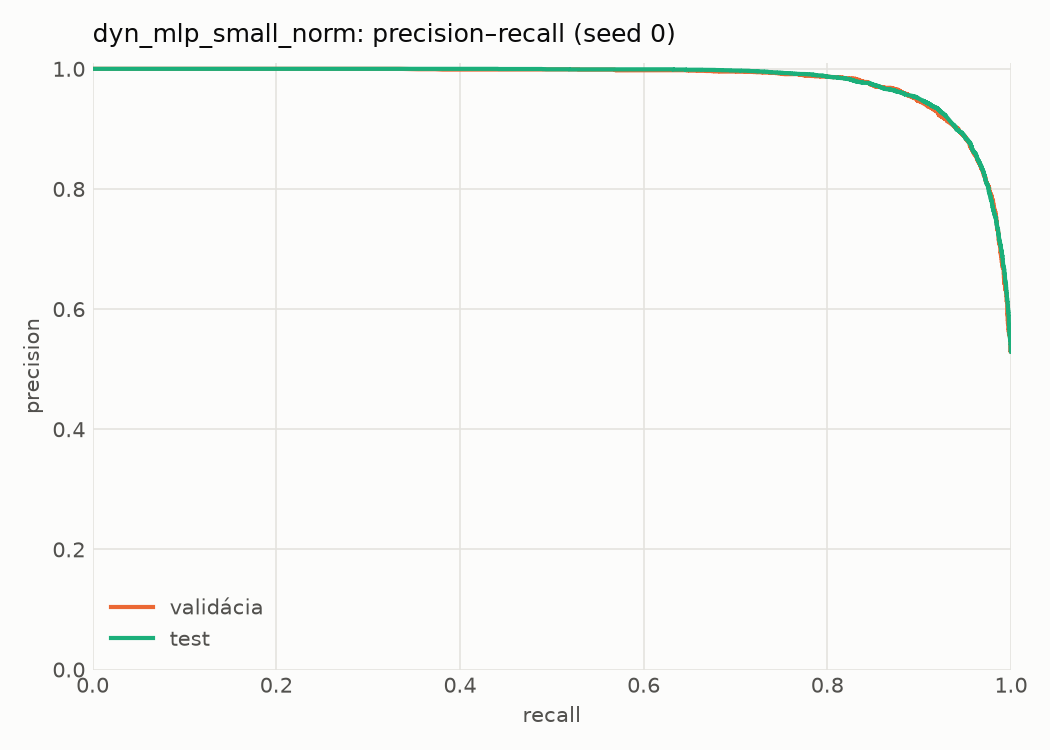 dyn_mlp_small_norm: precision–recall (seed 0)
1.0
0.8
0.6
0.4
0.2
0.0
precision
validácia
test
0.0 0.2 0.4 0.6 0.8 1.0
recall